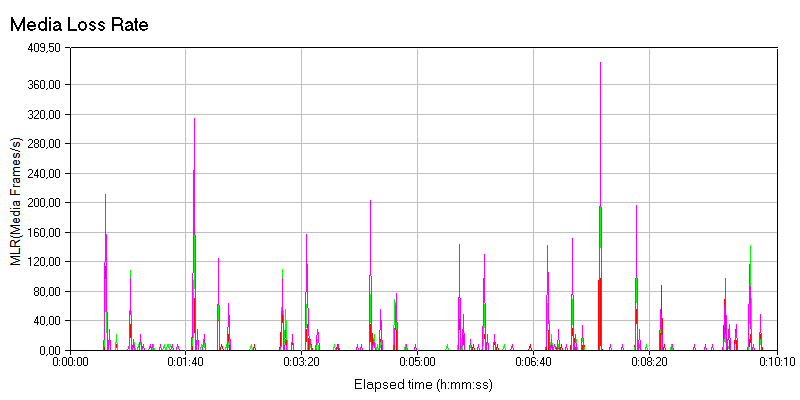 Media Loss Rate
409,50
360,00
320,00
280,00
240,00
200,00
160,00
120,00
80,00
40,00
0,00
MLR(Media Frames/s)
0:00:00 0:01:40 0:03:20 0:05:00 0:06:40 0:08:20 0:10:10
Elapsed time (h:mm:ss)